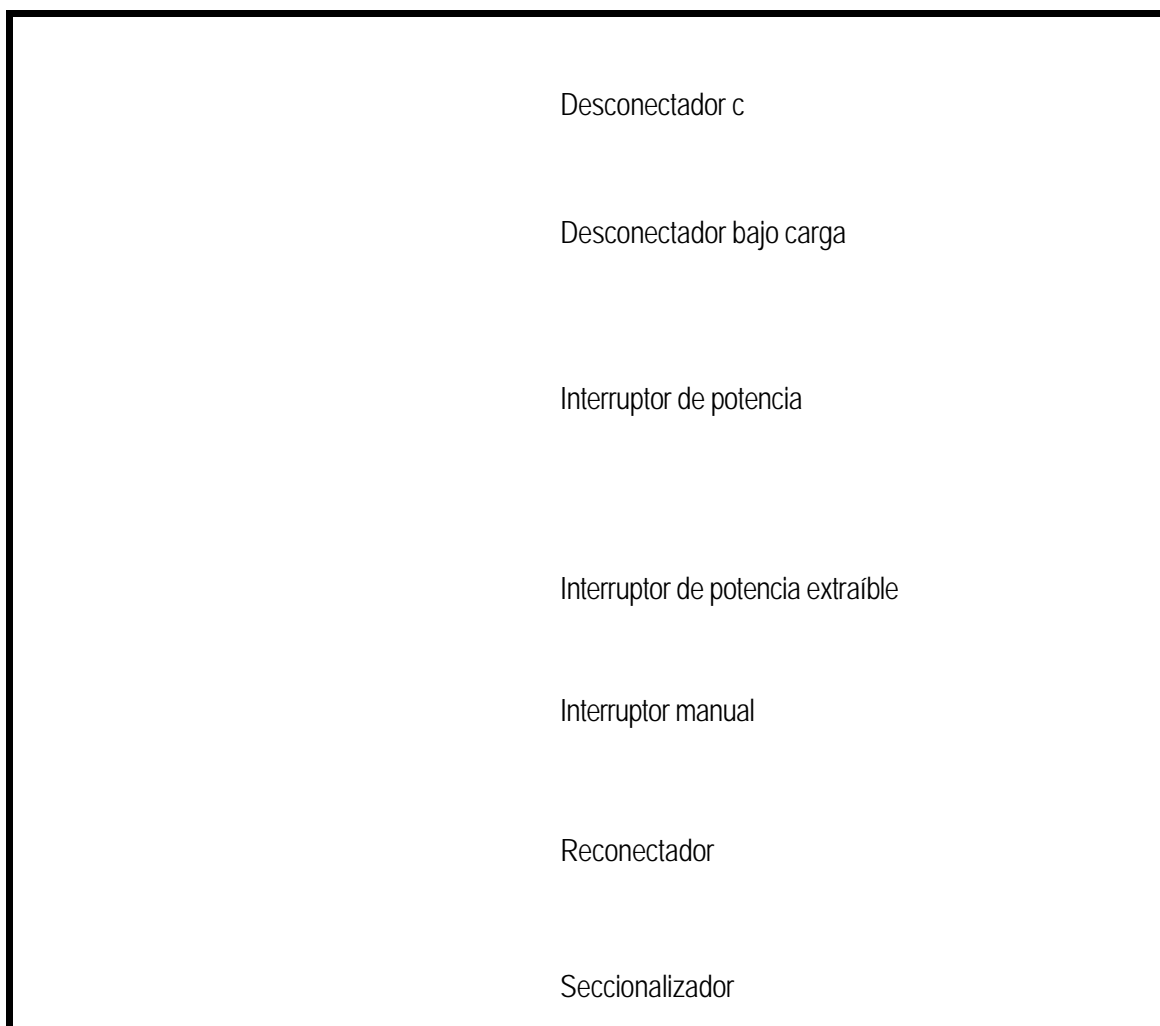 Desconectador c
Desconectador bajo carga
Interruptor de potencia
Interruptor de potencia extraíble
Interruptor manual
Reconectador
Seccionalizador